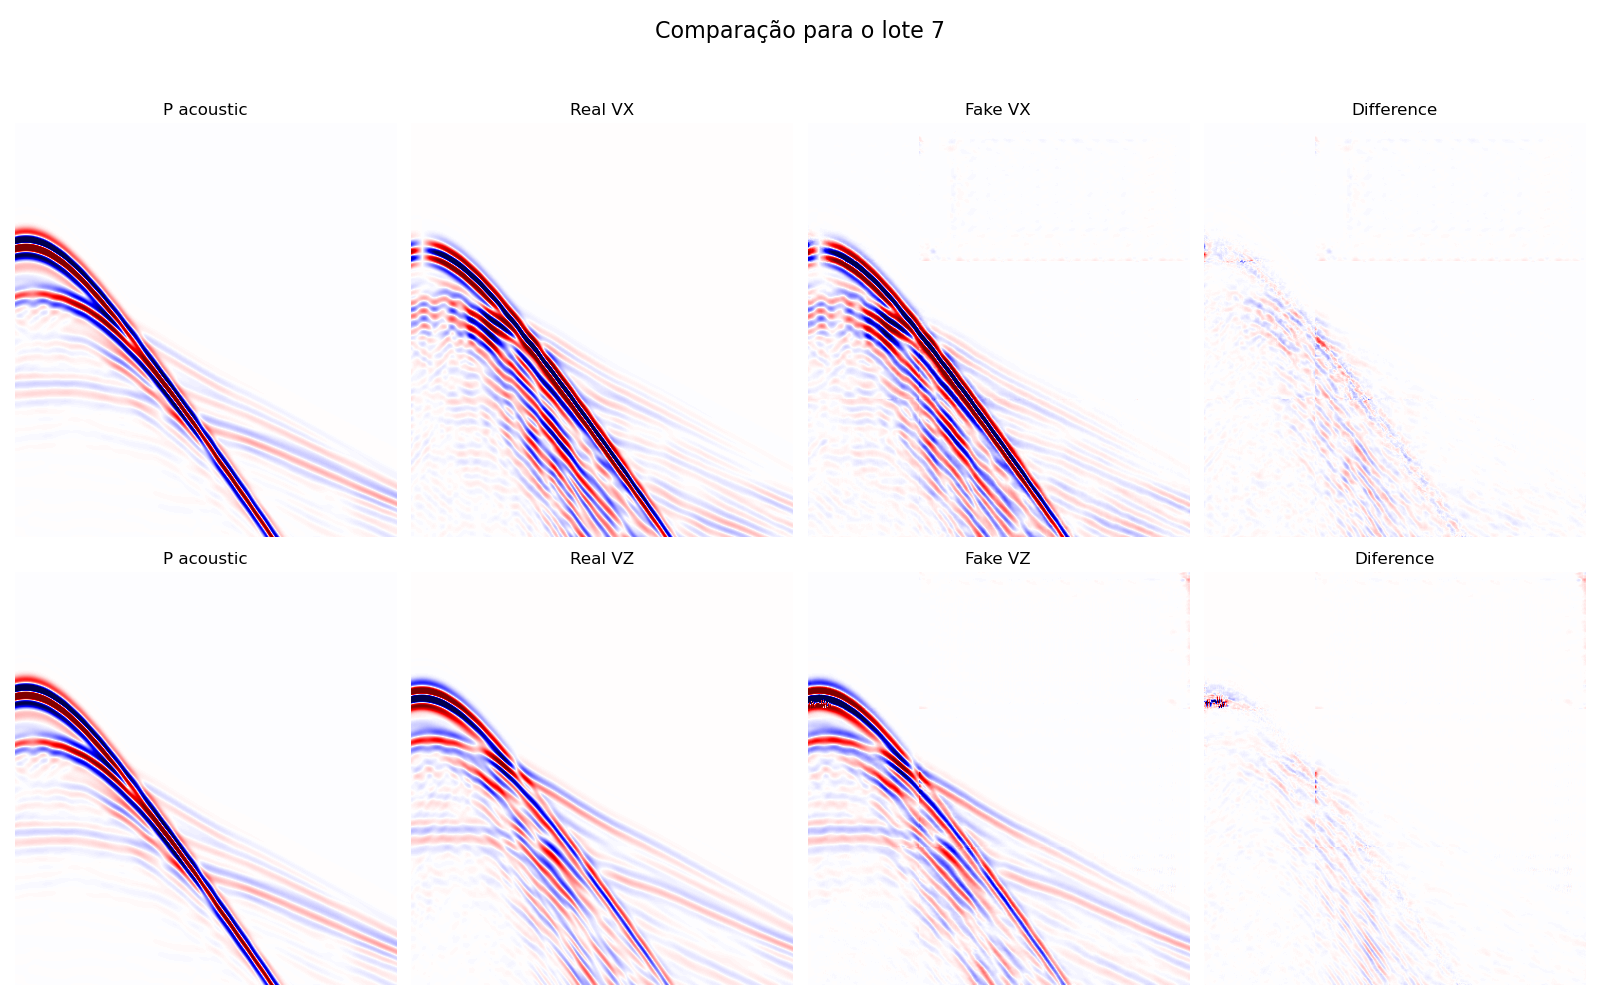 Comparação para o lote 7
P acoustic
Real VX
Fake VX
Difference
P acoustic
Real VZ
Fake VZ
Diference